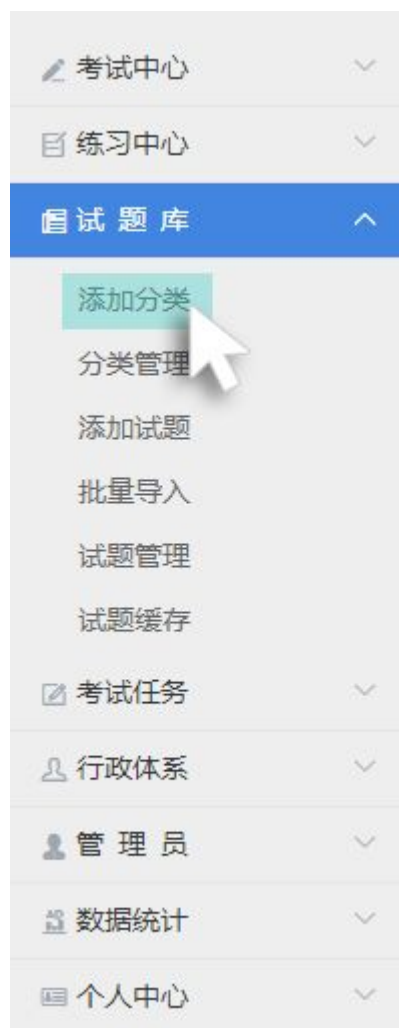 考试中心
练习中心
试题库
添加分类
分类管理
添加试题
批量导入
试题管理
试题缓存
考试任务
行政体系
管理员
数据统计
个人中心